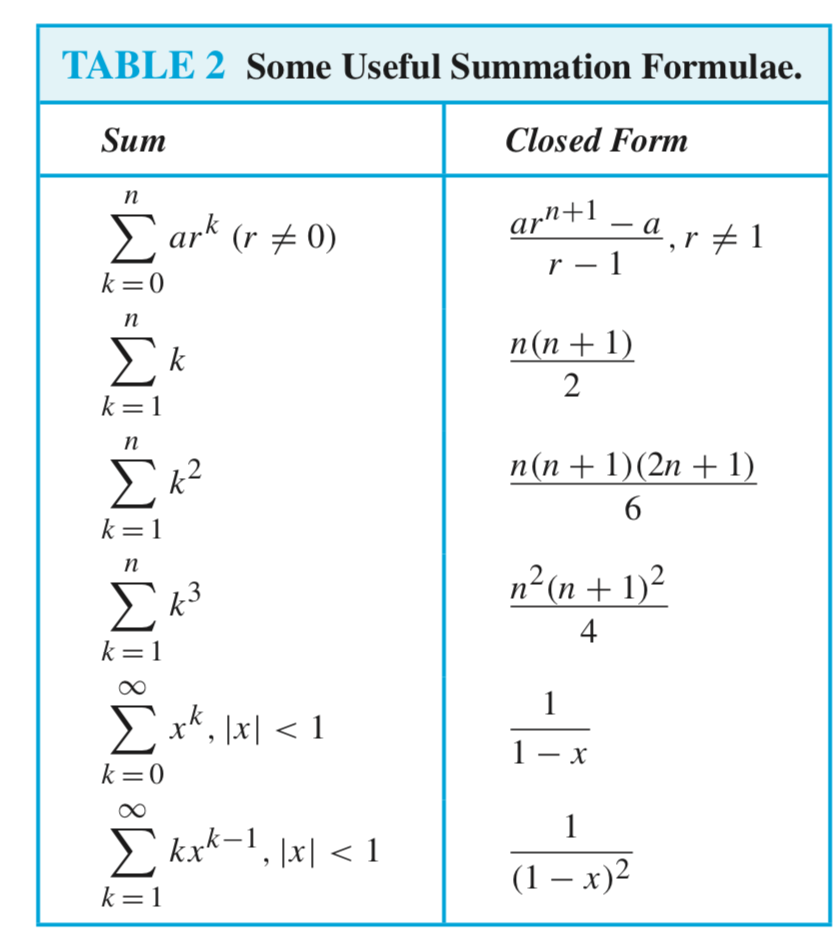 TABLE 2 Some Useful Summation Formulae.
Sum Closed Form
n
∑ ar^k (r ≠ 0) (ar^{n+1} − a)/(r − 1), r ≠ 1
k = 0
n
∑ k n(n + 1)/2
k = 1
n
∑ k^2 n(n + 1)(2n + 1)/6
k = 1
n
∑ k^3 n^2(n + 1)^2/4
k = 1
∞
∑ x^k, |x| < 1 1/(1 − x)
k = 0
∞
∑ kx^{k−1}, |x| < 1 1/(1 − x)^2
k = 1